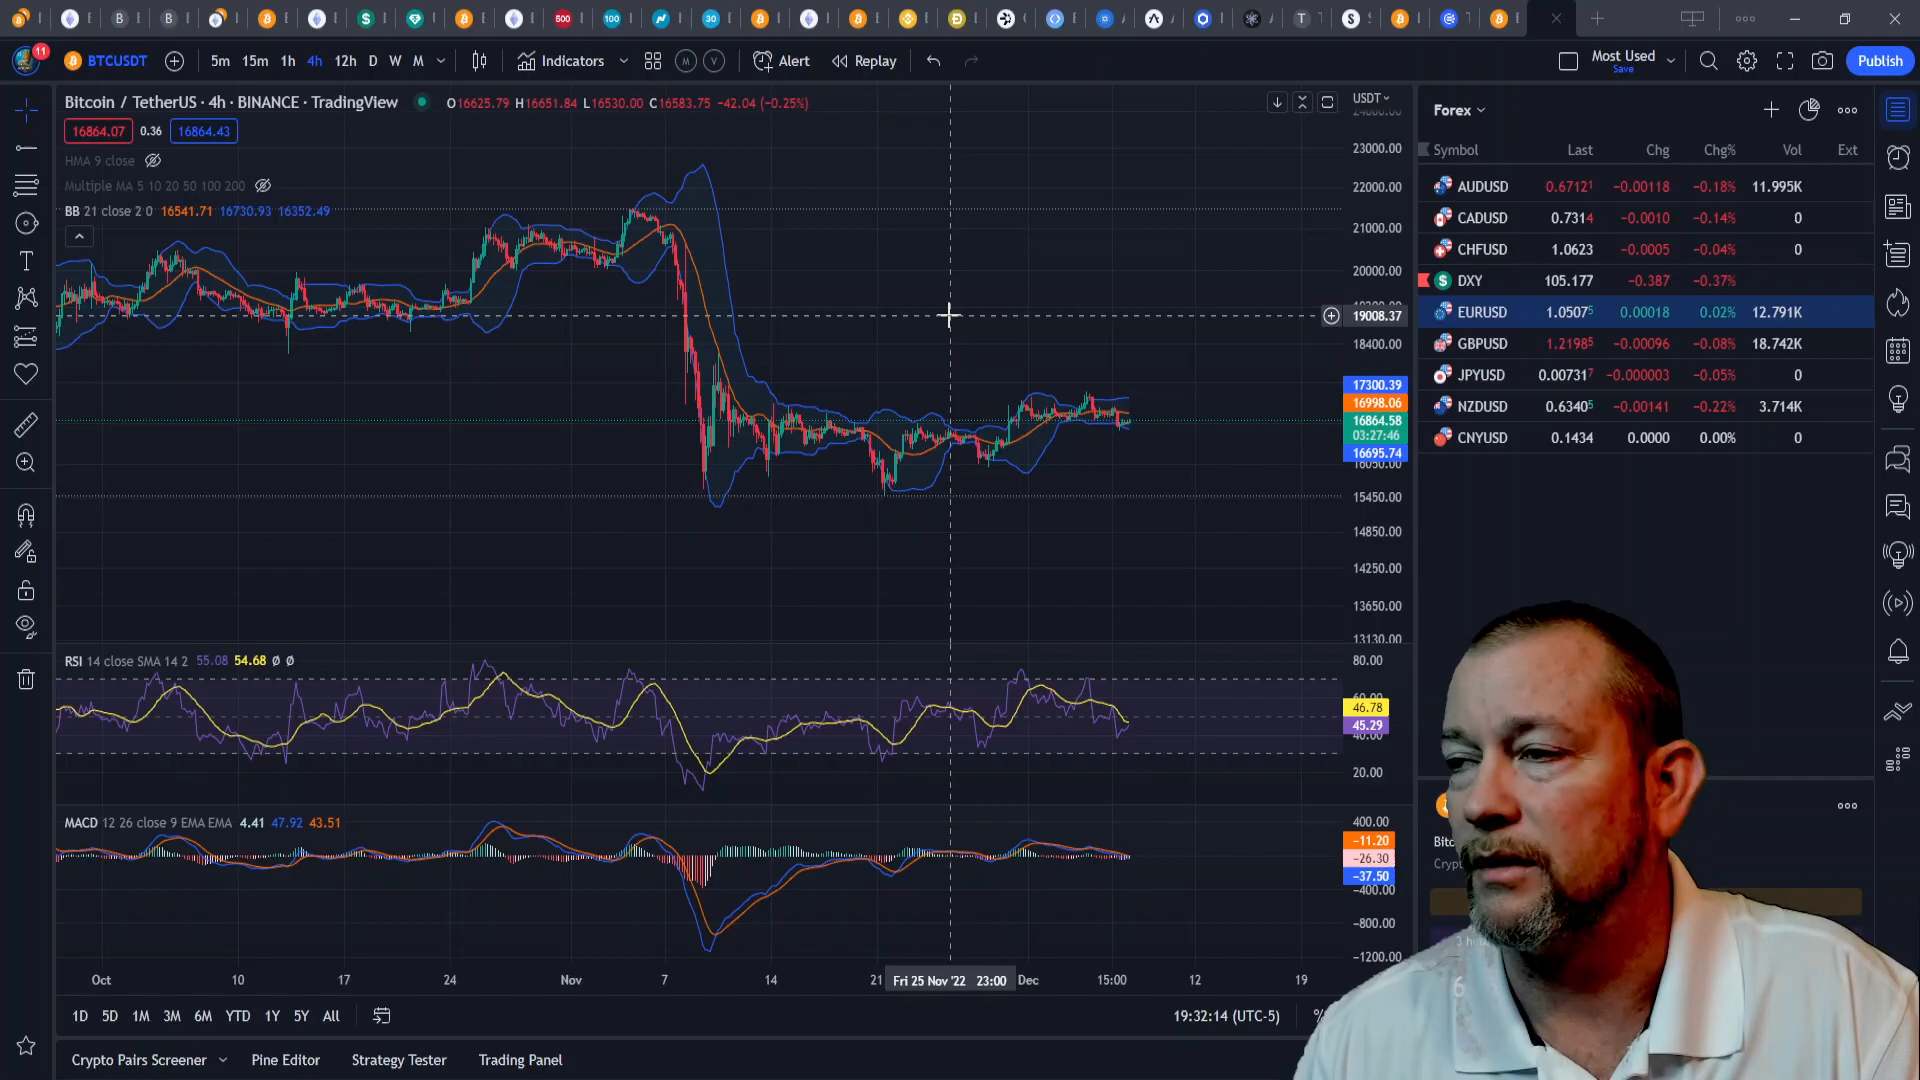 11
BTCUSDT
5m 15m 1h 4h 12h D W M
Indicators
M V
Alert
Replay
Most Used
Save
Publish
Bitcoin / TetherUS · 4h · BINANCE · TradingView
O16625.79 H16651.84 L16530.00 C16583.75 −42.04 (−0.25%)
16864.07 0.36 16864.43
HMA 9 close
Multiple MA 5 10 20 50 100 200
BB 21 close 2 0 16541.71 16730.93 16352.49
USDT
23000.00
22000.00
21000.00
20000.00
19008.37
18400.00
17300.39
16998.06
16864.58
03:27:46
16695.74
16050.00
15450.00
14850.00
14250.00
13650.00
13130.00
RSI 14 close SMA 14 2 55.08 54.68 Ø Ø
80.00
60.00
46.78
45.29
40.00
20.00
MACD 12 26 close 9 EMA EMA 4.41 47.92 43.51
400.00
−11.20
−26.30
−37.50
−400.00
−800.00
−1200.00
Oct 10 17 24 Nov 7 14 21 Fri 25 Nov '22 23:00 Dec 15:00 12 19
1D 5D 1M 3M 6M YTD 1Y 5Y All
19:32:14 (UTC-5)
%
Crypto Pairs Screener Pine Editor Strategy Tester Trading Panel
Forex
Symbol Last Chg Chg% Vol Ext
AUDUSD 0.67121 −0.00118 −0.18% 11.995K
CADUSD 0.7314 −0.0010 −0.14% 0
CHFUSD 1.0623 −0.0005 −0.04% 0
DXY 105.177 −0.387 −0.37%
EURUSD 1.05075 0.00018 0.02% 12.791K
GBPUSD 1.21985 −0.00096 −0.08% 18.742K
JPYUSD 0.007317 −0.000003 −0.05% 0
NZDUSD 0.63405 −0.00141 −0.22% 3.714K
CNYUSD 0.1434 0.0000 0.00% 0
Bitc
Crypt
3 hou
6